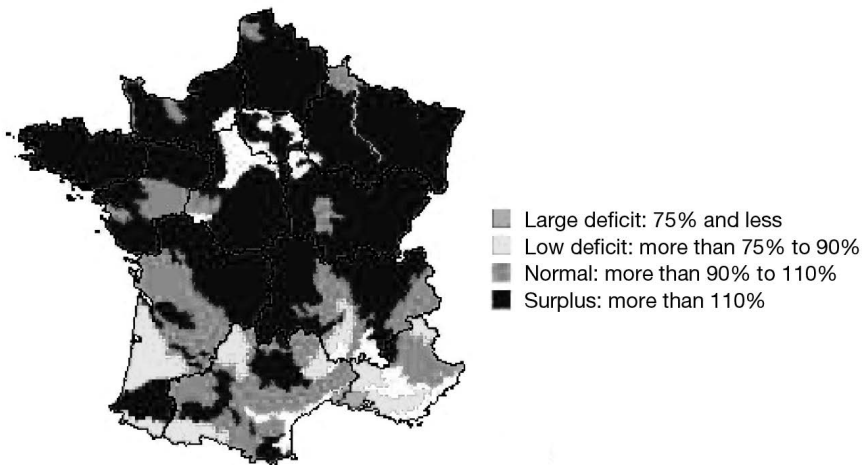 Large deficit: 75% and less
Low deficit: more than 75% to 90%
Normal: more than 90% to 110%
Surplus: more than 110%